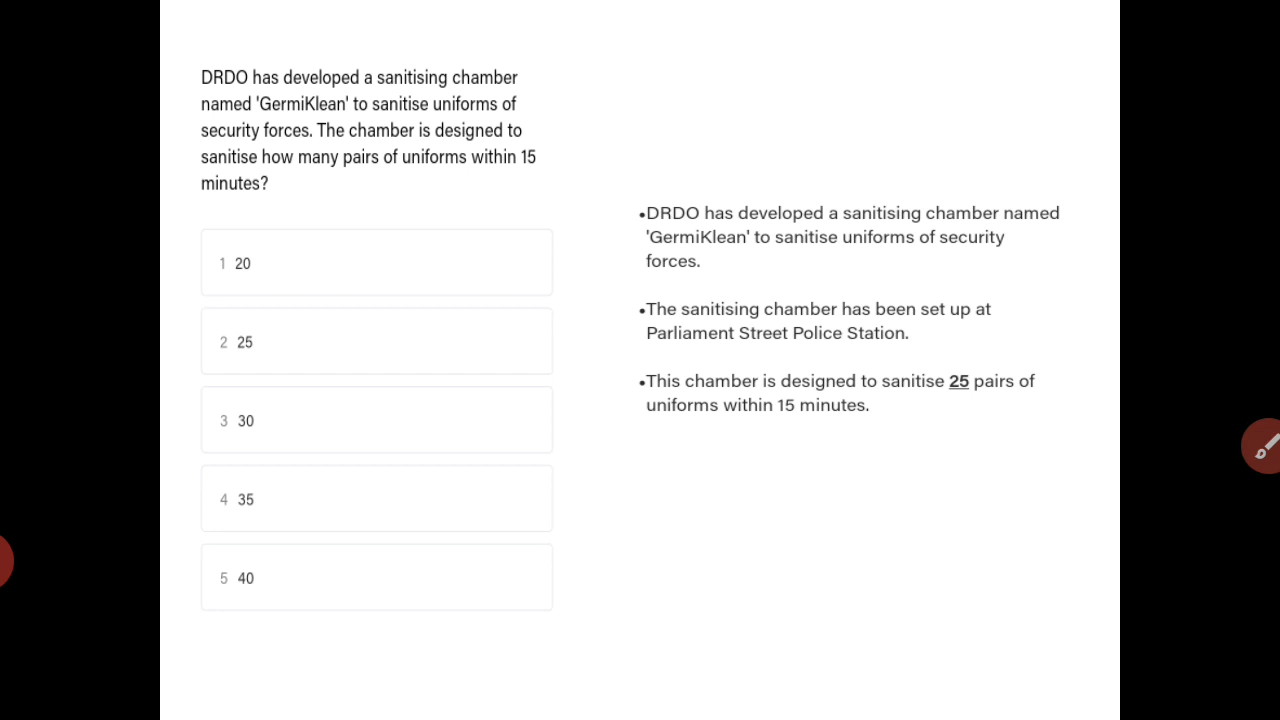 DRDO has developed a sanitising chamber
named 'GermiKlean' to sanitise uniforms of
security forces. The chamber is designed to
sanitise how many pairs of uniforms within 15
minutes?
1 20
2 25
3 30
4 35
5 40
•DRDO has developed a sanitising chamber named
'GermiKlean' to sanitise uniforms of security
forces.
•The sanitising chamber has been set up at
Parliament Street Police Station.
•This chamber is designed to sanitise 25 pairs of
uniforms within 15 minutes.